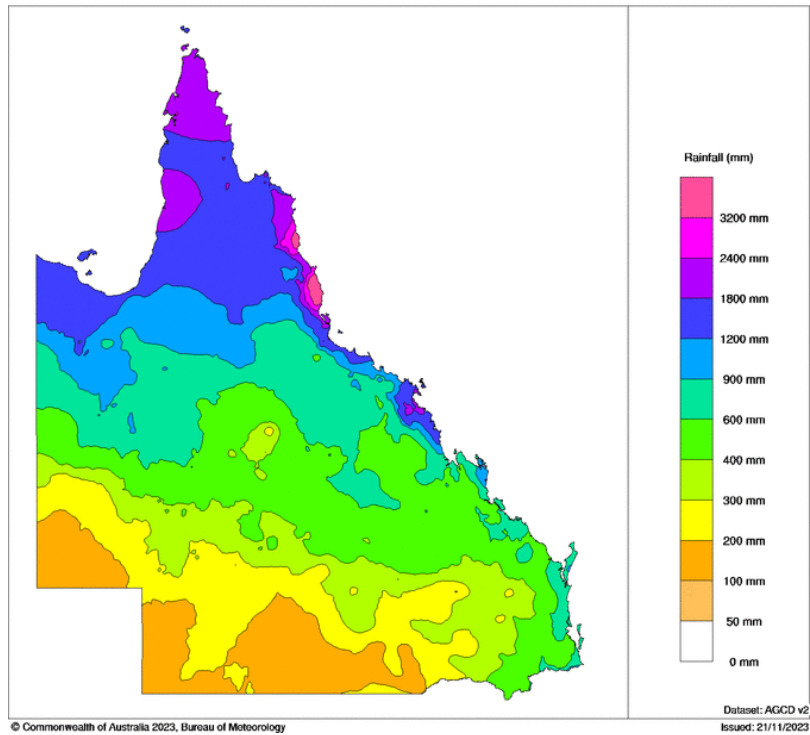 Rainfall (mm)
3200 mm
2400 mm
1800 mm
1200 mm
900 mm
600 mm
400 mm
300 mm
200 mm
100 mm
50 mm
0 mm
Dataset: AGCD v2
© Commonwealth of Australia 2023, Bureau of Meteorology
Issued: 21/11/2023